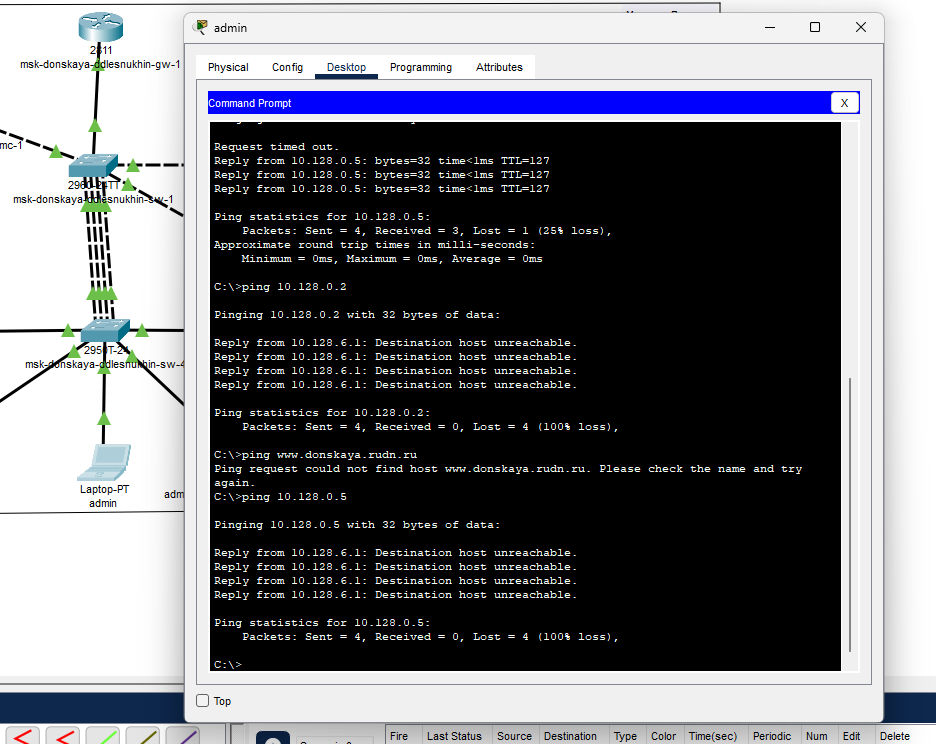 admin
2811
msk-donskaya-ddlesnukhin-gw-1
mc-1
2960-24TT
msk-donskaya-ddlesnukhin-sw-1
2950T-24
msk-donskaya-ddlesnukhin-sw-4
Laptop-PT
admin
adm
Physical Config Desktop Programming Attributes
Command Prompt X
Request timed out.
Reply from 10.128.0.5: bytes=32 time<1ms TTL=127
Reply from 10.128.0.5: bytes=32 time<1ms TTL=127
Reply from 10.128.0.5: bytes=32 time<1ms TTL=127
Ping statistics for 10.128.0.5:
Packets: Sent = 4, Received = 3, Lost = 1 (25% loss),
Approximate round trip times in milli-seconds:
Minimum = 0ms, Maximum = 0ms, Average = 0ms
C:\>ping 10.128.0.2
Pinging 10.128.0.2 with 32 bytes of data:
Reply from 10.128.6.1: Destination host unreachable.
Reply from 10.128.6.1: Destination host unreachable.
Reply from 10.128.6.1: Destination host unreachable.
Reply from 10.128.6.1: Destination host unreachable.
Ping statistics for 10.128.0.2:
Packets: Sent = 4, Received = 0, Lost = 4 (100% loss),
C:\>ping www.donskaya.rudn.ru
Ping request could not find host www.donskaya.rudn.ru. Please check the name and try
again.
C:\>ping 10.128.0.5
Pinging 10.128.0.5 with 32 bytes of data:
Reply from 10.128.6.1: Destination host unreachable.
Reply from 10.128.6.1: Destination host unreachable.
Reply from 10.128.6.1: Destination host unreachable.
Reply from 10.128.6.1: Destination host unreachable.
Ping statistics for 10.128.0.5:
Packets: Sent = 4, Received = 0, Lost = 4 (100% loss),
C:\>
Top
Fire Last Status Source Destination Type Color Time(sec) Periodic Num Edit Delete